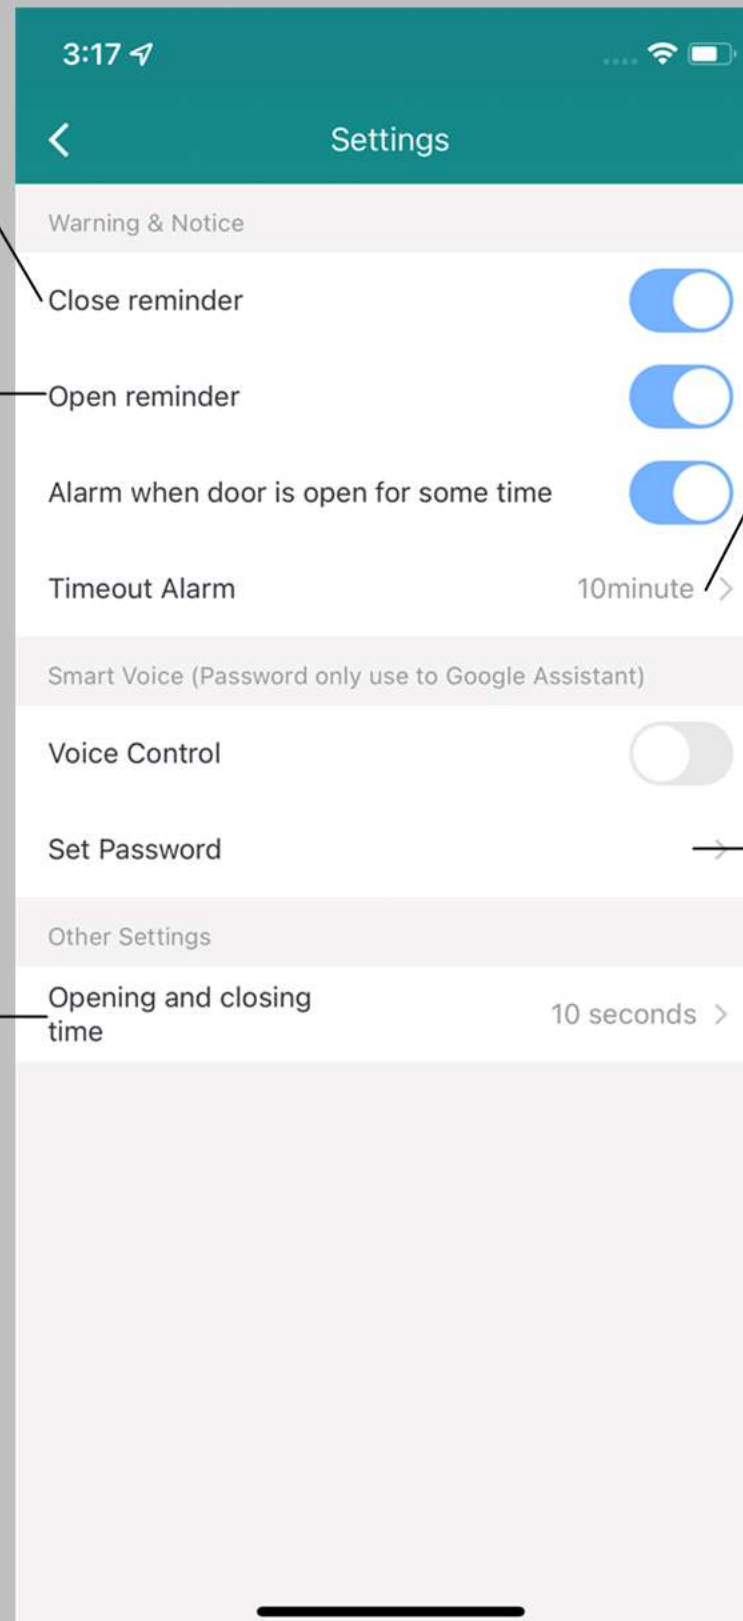 3:17
Settings
Warning & Notice
Close reminder
Open reminder
Alarm when door is open for some time
Timeout Alarm 10minute
Smart Voice (Password only use to Google Assistant)
Voice Control
Set Password
Other Settings
Opening and closing
time
10 seconds